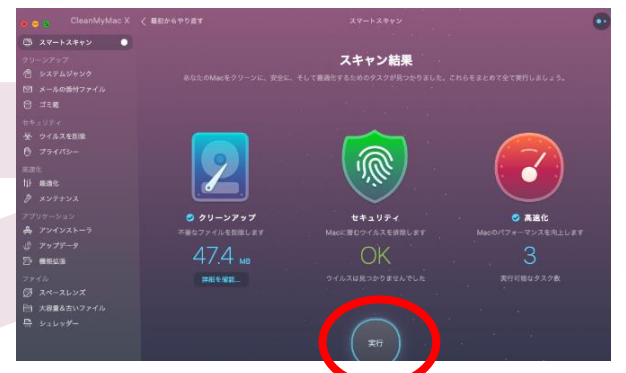 CleanMyMac X
最初からやり直す
スマートスキャン
スマートスキャン
クリーンアップ
システムジャンク
メールの添付ファイル
ゴミ箱
セキュリティ
ウイルスを削除
プライバシー
高速化
最適化
メンテナンス
アプリケーション
アンインストーラ
アップデータ
機能拡張
ファイル
スペースレンズ
大容量&古いファイル
シュレッダー
スキャン結果
あなたのMacをクリーンに、安全に、そして最適化するためのタスクが見つかりました。これらをまとめて全て実行しましょう。
クリーンアップ
不要なファイルを削除します
47.4 MB
詳細を確認...
セキュリティ
Macに潜むウイルスを排除します
OK
ウイルスは見つかりませんでした
高速化
Macのパフォーマンスを向上します
3
実行可能なタスク数
実行